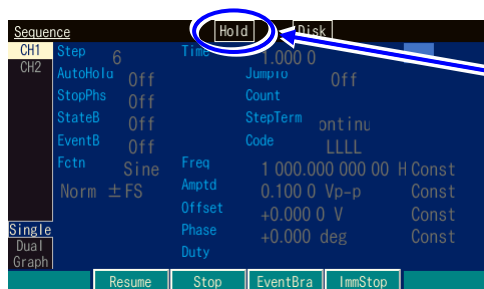 Sequence Hold Disk
CH1 Step 6 Time 1.000 0
CH2 AutoHold Off JumpTo Off
StopPhs Off Count
StateB Off StepTerm ontinu
EventB Off Code LLLL
Fctn Sine Freq 1 000.000 000 00 H Const
Norm ±FS Amptd 0.100 0 Vp-p Const
Offset +0.000 0 V Const
Single Phase +0.000 deg Const
Dual Duty
Graph
Resume Stop EventBra ImmStop